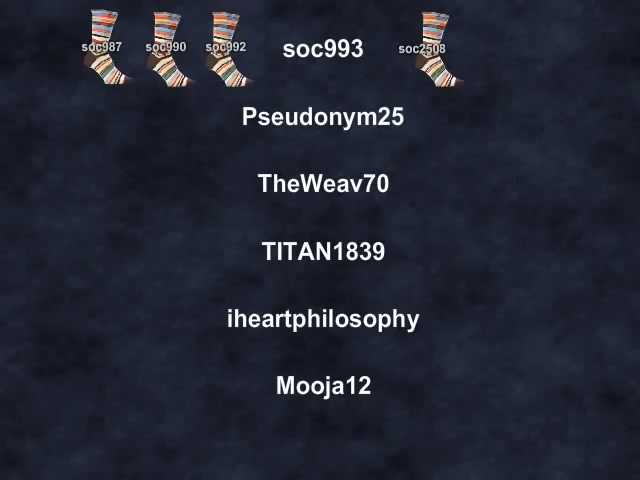 soc987 soc990 soc992 soc993 soc2508
Pseudonym25
TheWeav70
TITAN1839
iheartphilosophy
Mooja12